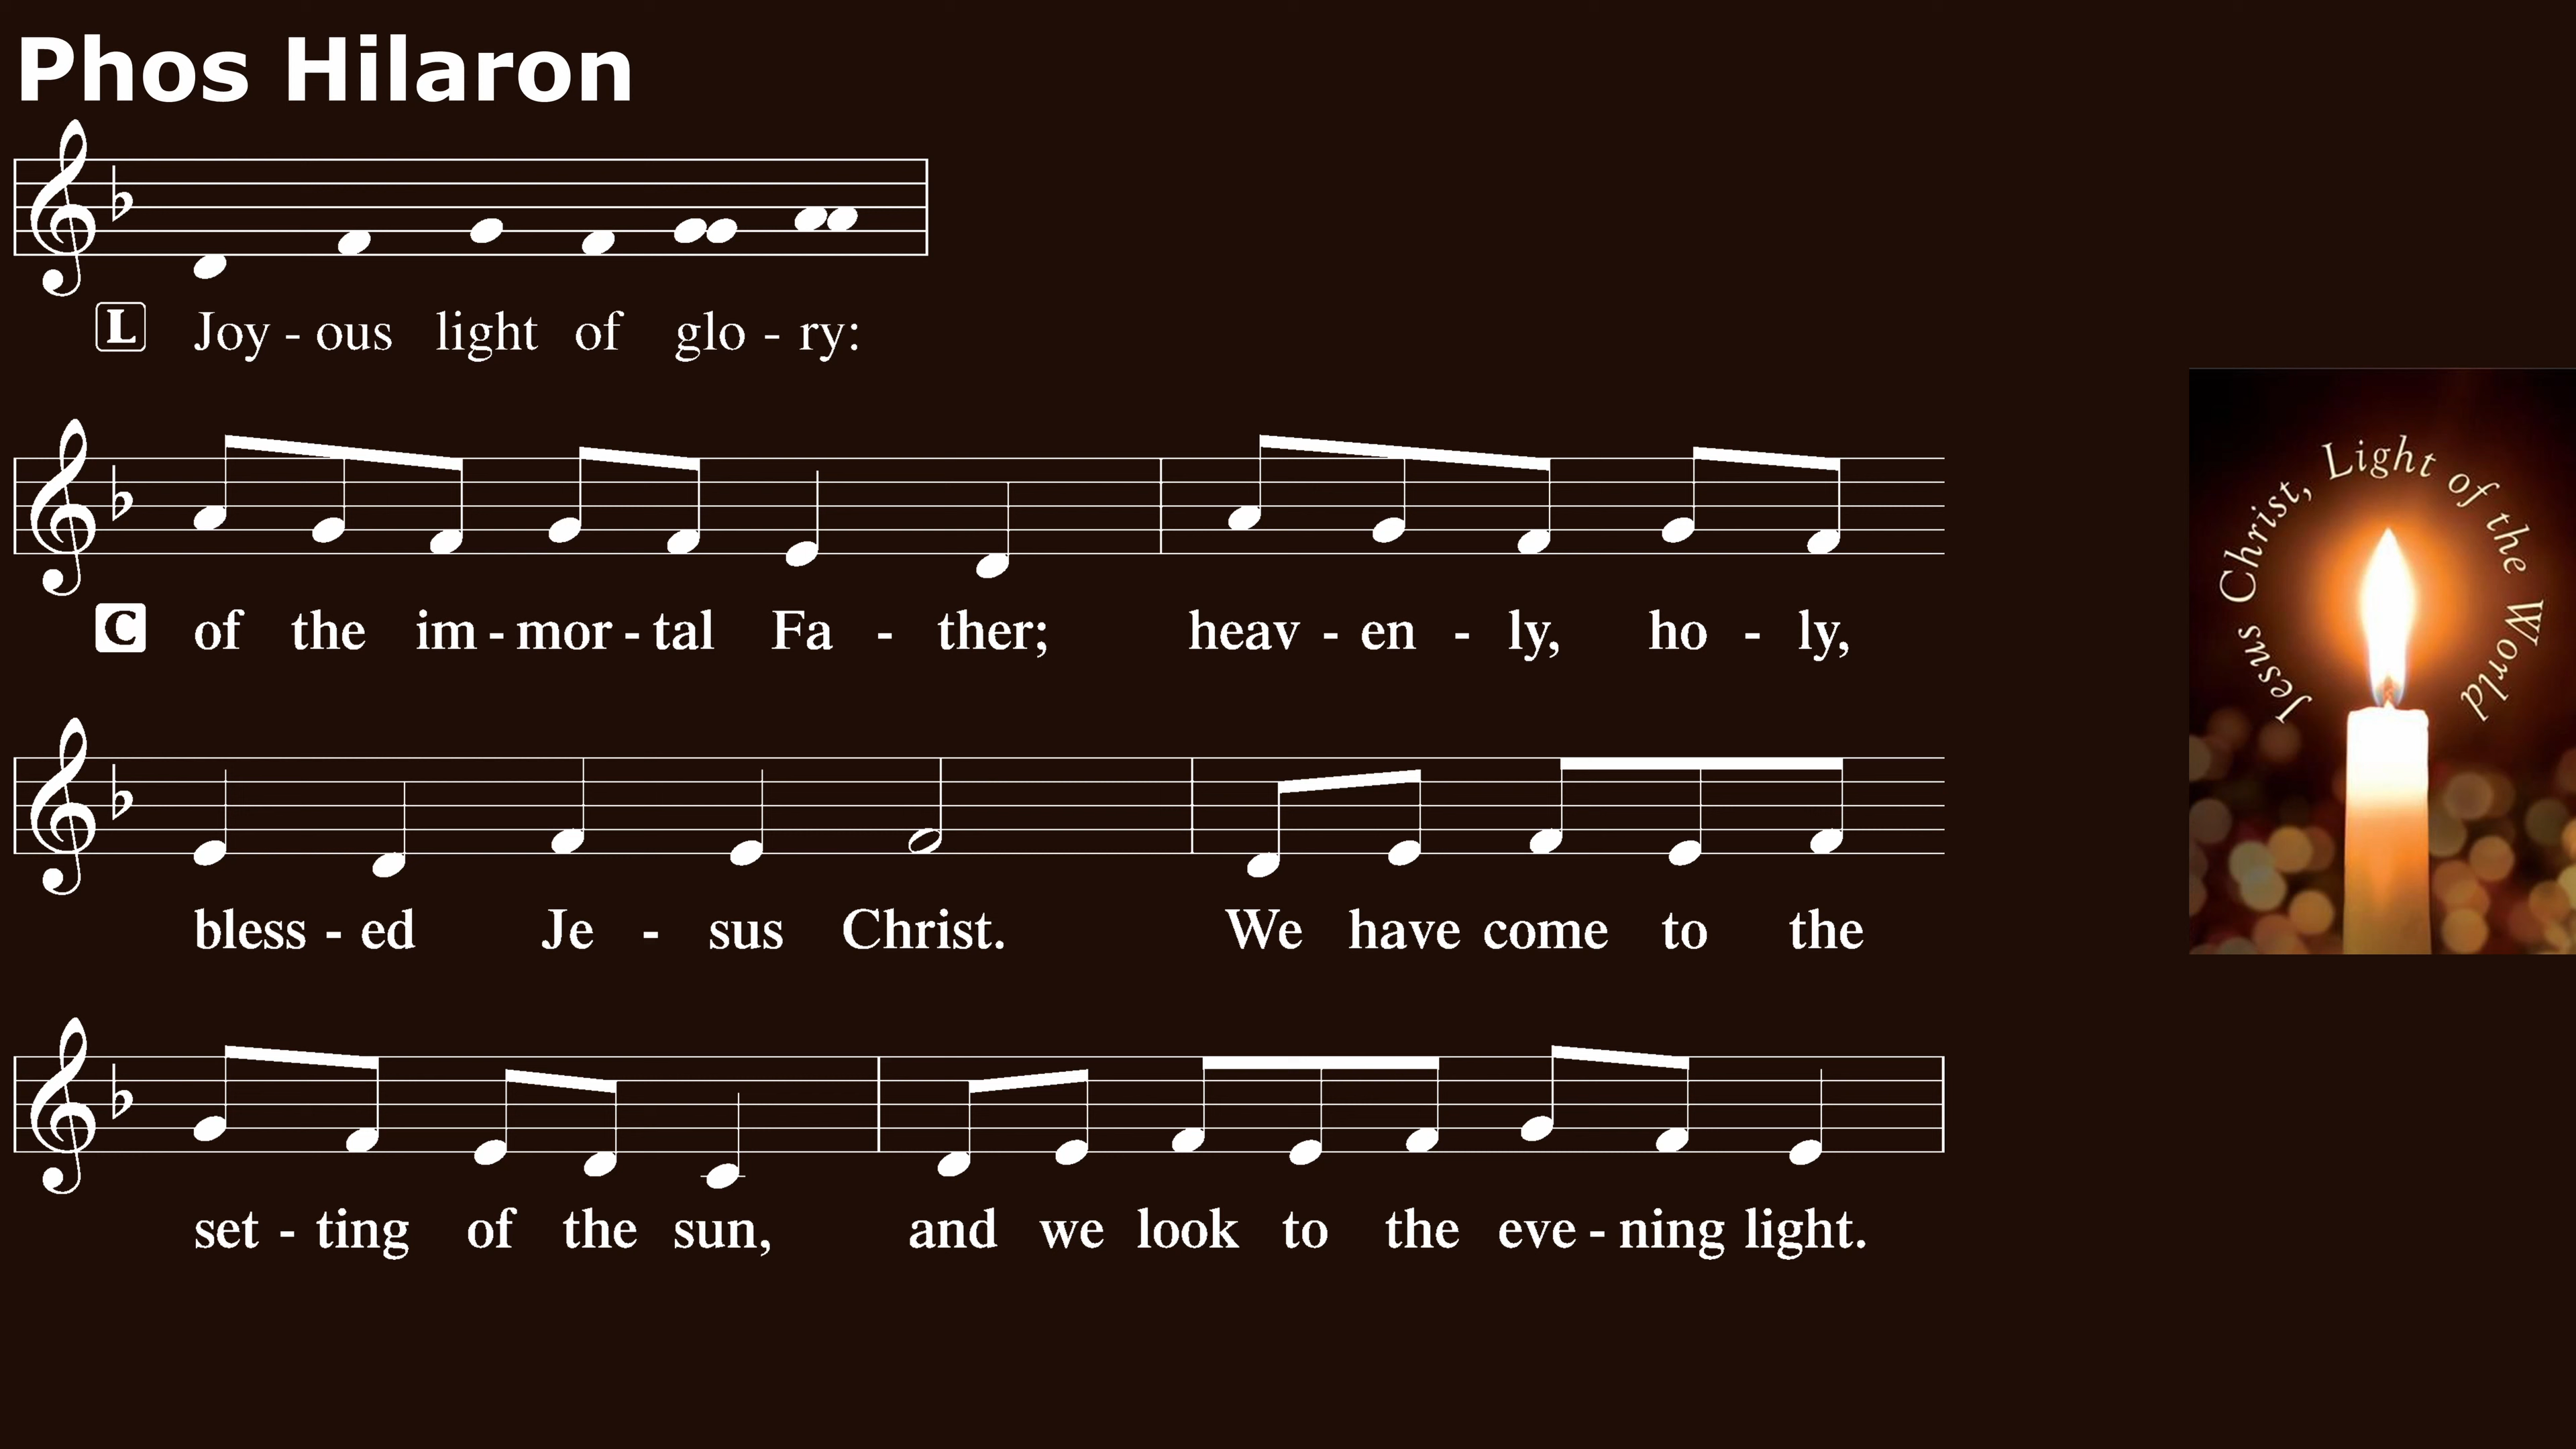 Phos Hilaron
L Joy - ous light of glo - ry:
C of the im - mor - tal Fa - ther; heav - en - ly, ho - ly,
bless - ed Je - sus Christ. We have come to the
set - ting of the sun, and we look to the eve - ning light.
Jesus Christ, Light of the World